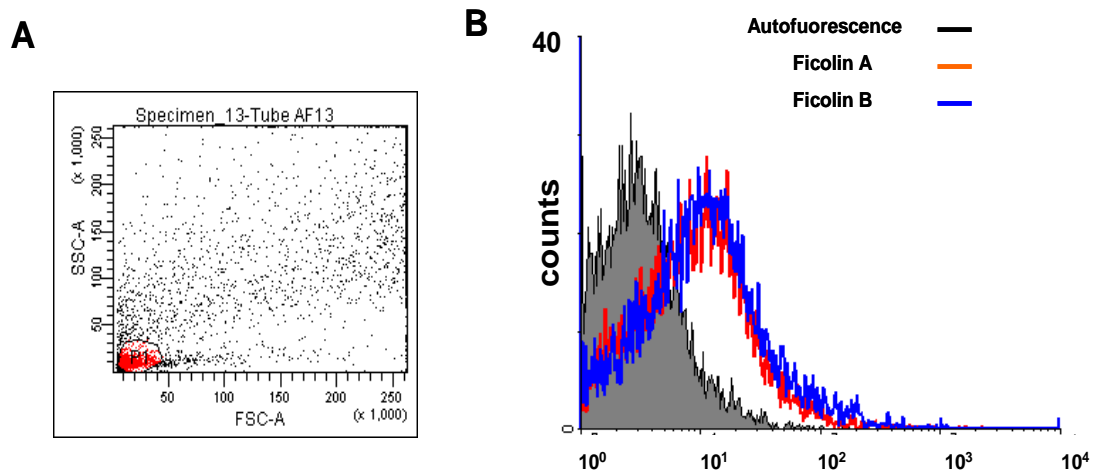 A
Specimen_13-Tube AF13
(x 1,000)
SSC-A
250
200
150
100
50
P1
50 100 150 200 250
FSC-A
(x 1,000)
B
Autofuorescence
Ficolin A
Ficolin B
40
counts
0
10⁰ 10¹ 10² 10³ 10⁴